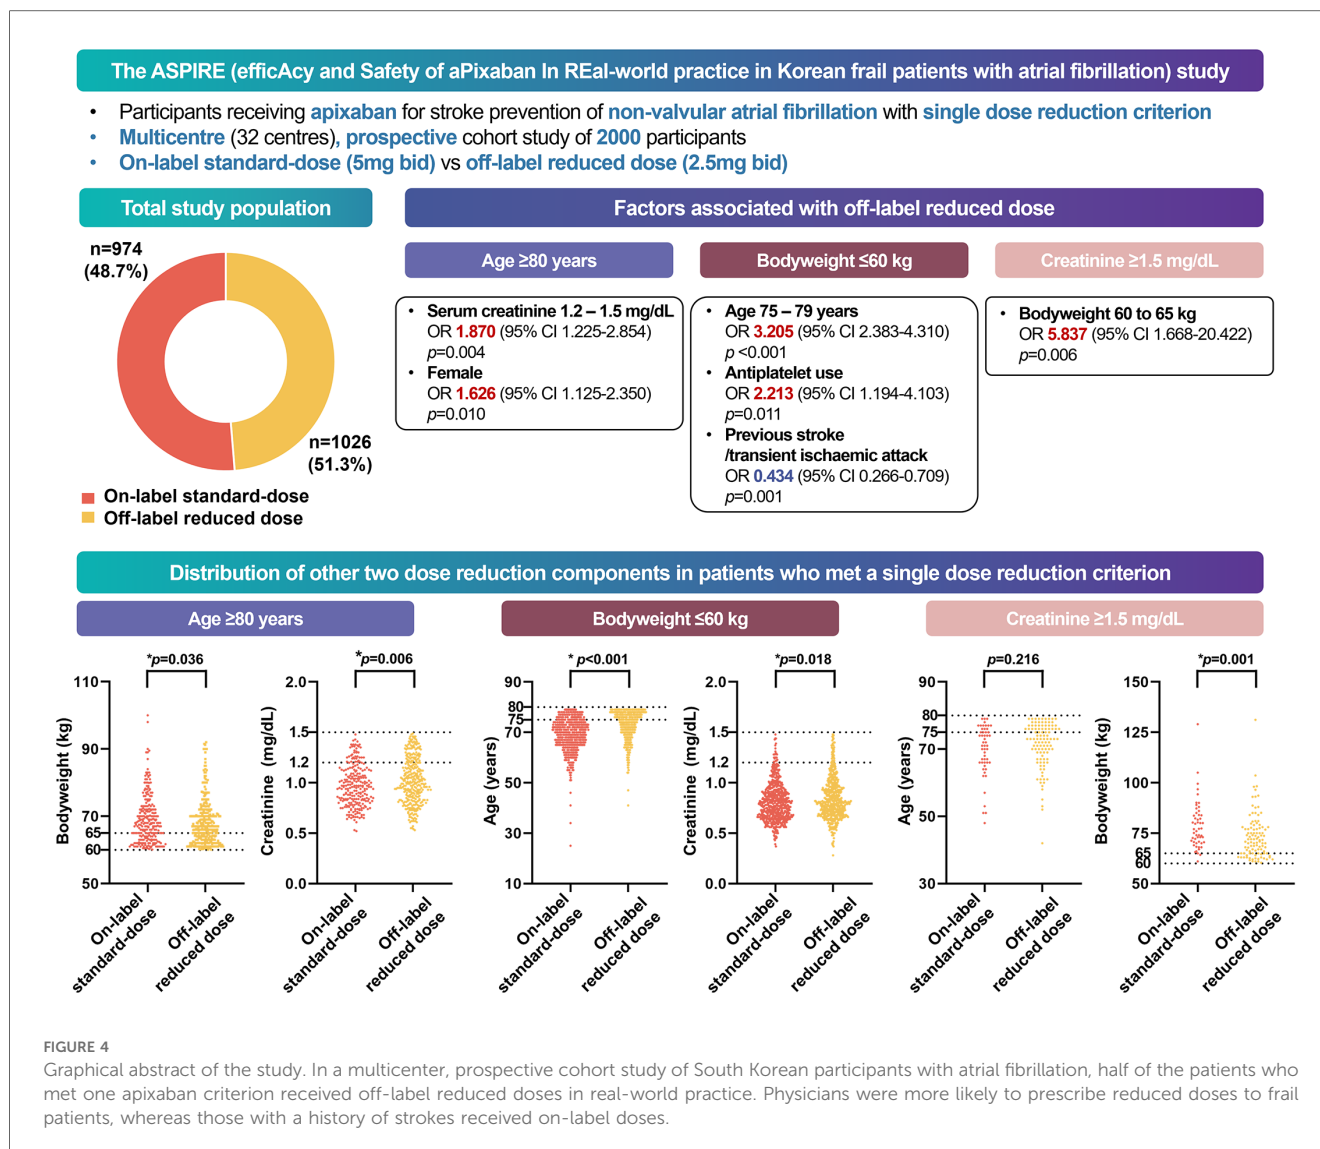 The ASPIRE (efficAcy and Safety of aPixaban In REal-world practice in Korean frail patients with atrial fibrillation) study
• Participants receiving apixaban for stroke prevention of non-valvular atrial fibrillation with single dose reduction criterion
• Multicentre (32 centres), prospective cohort study of 2000 participants
• On-label standard-dose (5mg bid) vs off-label reduced dose (2.5mg bid)
Total study population
n=974
(48.7%)
n=1026
(51.3%)
On-label standard-dose
Off-label reduced dose
Factors associated with off-label reduced dose
Age ≥80 years
• Serum creatinine 1.2 – 1.5 mg/dL
OR 1.870 (95% CI 1.225-2.854)
p=0.004
• Female
OR 1.626 (95% CI 1.125-2.350)
p=0.010
Bodyweight ≤60 kg
• Age 75 – 79 years
OR 3.205 (95% CI 2.383-4.310)
p <0.001
• Antiplatelet use
OR 2.213 (95% CI 1.194-4.103)
p=0.011
• Previous stroke
/transient ischaemic attack
OR 0.434 (95% CI 0.266-0.709)
p=0.001
Creatinine ≥1.5 mg/dL
• Bodyweight 60 to 65 kg
OR 5.837 (95% CI 1.668-20.422)
p=0.006
Distribution of other two dose reduction components in patients who met a single dose reduction criterion
Age ≥80 years
*p=0.036
Bodyweight (kg)
110
90
70
65
60
50
On-label
standard-dose
Off-label
reduced dose
*p=0.006
Creatinine (mg/dL)
2.0
1.5
1.2
1.0
0.5
0.0
On-label
standard-dose
Off-label
reduced dose
Bodyweight ≤60 kg
* p<0.001
Age (years)
90
80
75
70
50
30
10
On-label
standard-dose
Off-label
reduced dose
*p=0.018
Creatinine (mg/dL)
2.0
1.5
1.2
1.0
0.5
0.0
On-label
standard-dose
Off-label
reduced dose
Creatinine ≥1.5 mg/dL
p=0.216
Age (years)
90
80
75
70
50
30
On-label
standard-dose
Off-label
reduced dose
*p=0.001
Bodyweight (kg)
150
125
100
75
65
60
50
On-label
standard-dose
Off-label
reduced dose
FIGURE 4
Graphical abstract of the study. In a multicenter, prospective cohort study of South Korean participants with atrial fibrillation, half of the patients who
met one apixaban criterion received off-label reduced doses in real-world practice. Physicians were more likely to prescribe reduced doses to frail
patients, whereas those with a history of strokes received on-label doses.